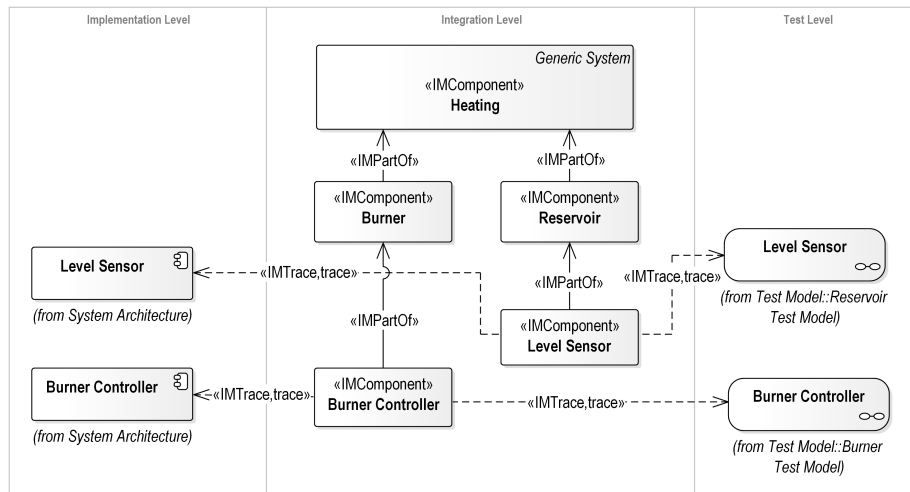 Implementation Level
Integration Level
Test Level
Generic System
«IMComponent»
Heating
«IMPartOf»
«IMPartOf»
«IMComponent»
Burner
«IMComponent»
Reservoir
Level Sensor
(from System Architecture)
«IMTrace,trace»
«IMTrace,trace»
Level Sensor
(from Test Model::Reservoir
Test Model)
«IMPartOf»
«IMPartOf»
«IMComponent»
Level Sensor
Burner Controller
(from System Architecture)
«IMTrace,trace»
«IMComponent»
Burner Controller
«IMTrace,trace»
Burner Controller
(from Test Model::Burner
Test Model)